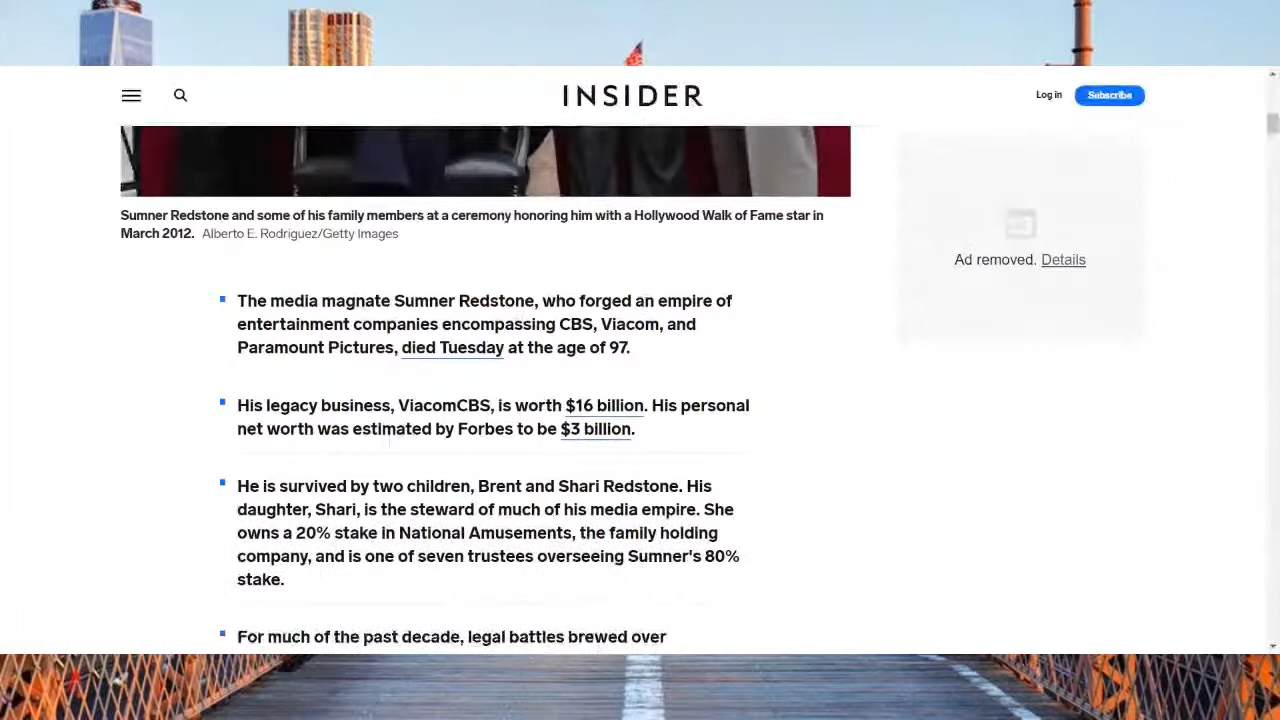 INSIDER
Log in
Subscribe
Sumner Redstone and some of his family members at a ceremony honoring him with a Hollywood Walk of Fame star in
March 2012. Alberto E. Rodriguez/Getty Images
Ad removed. Details
The media magnate Sumner Redstone, who forged an empire of
entertainment companies encompassing CBS, Viacom, and
Paramount Pictures, died Tuesday at the age of 97.
His legacy business, ViacomCBS, is worth $16 billion. His personal
net worth was estimated by Forbes to be $3 billion.
He is survived by two children, Brent and Shari Redstone. His
daughter, Shari, is the steward of much of his media empire. She
owns a 20% stake in National Amusements, the family holding
company, and is one of seven trustees overseeing Sumner's 80%
stake.
For much of the past decade, legal battles brewed over